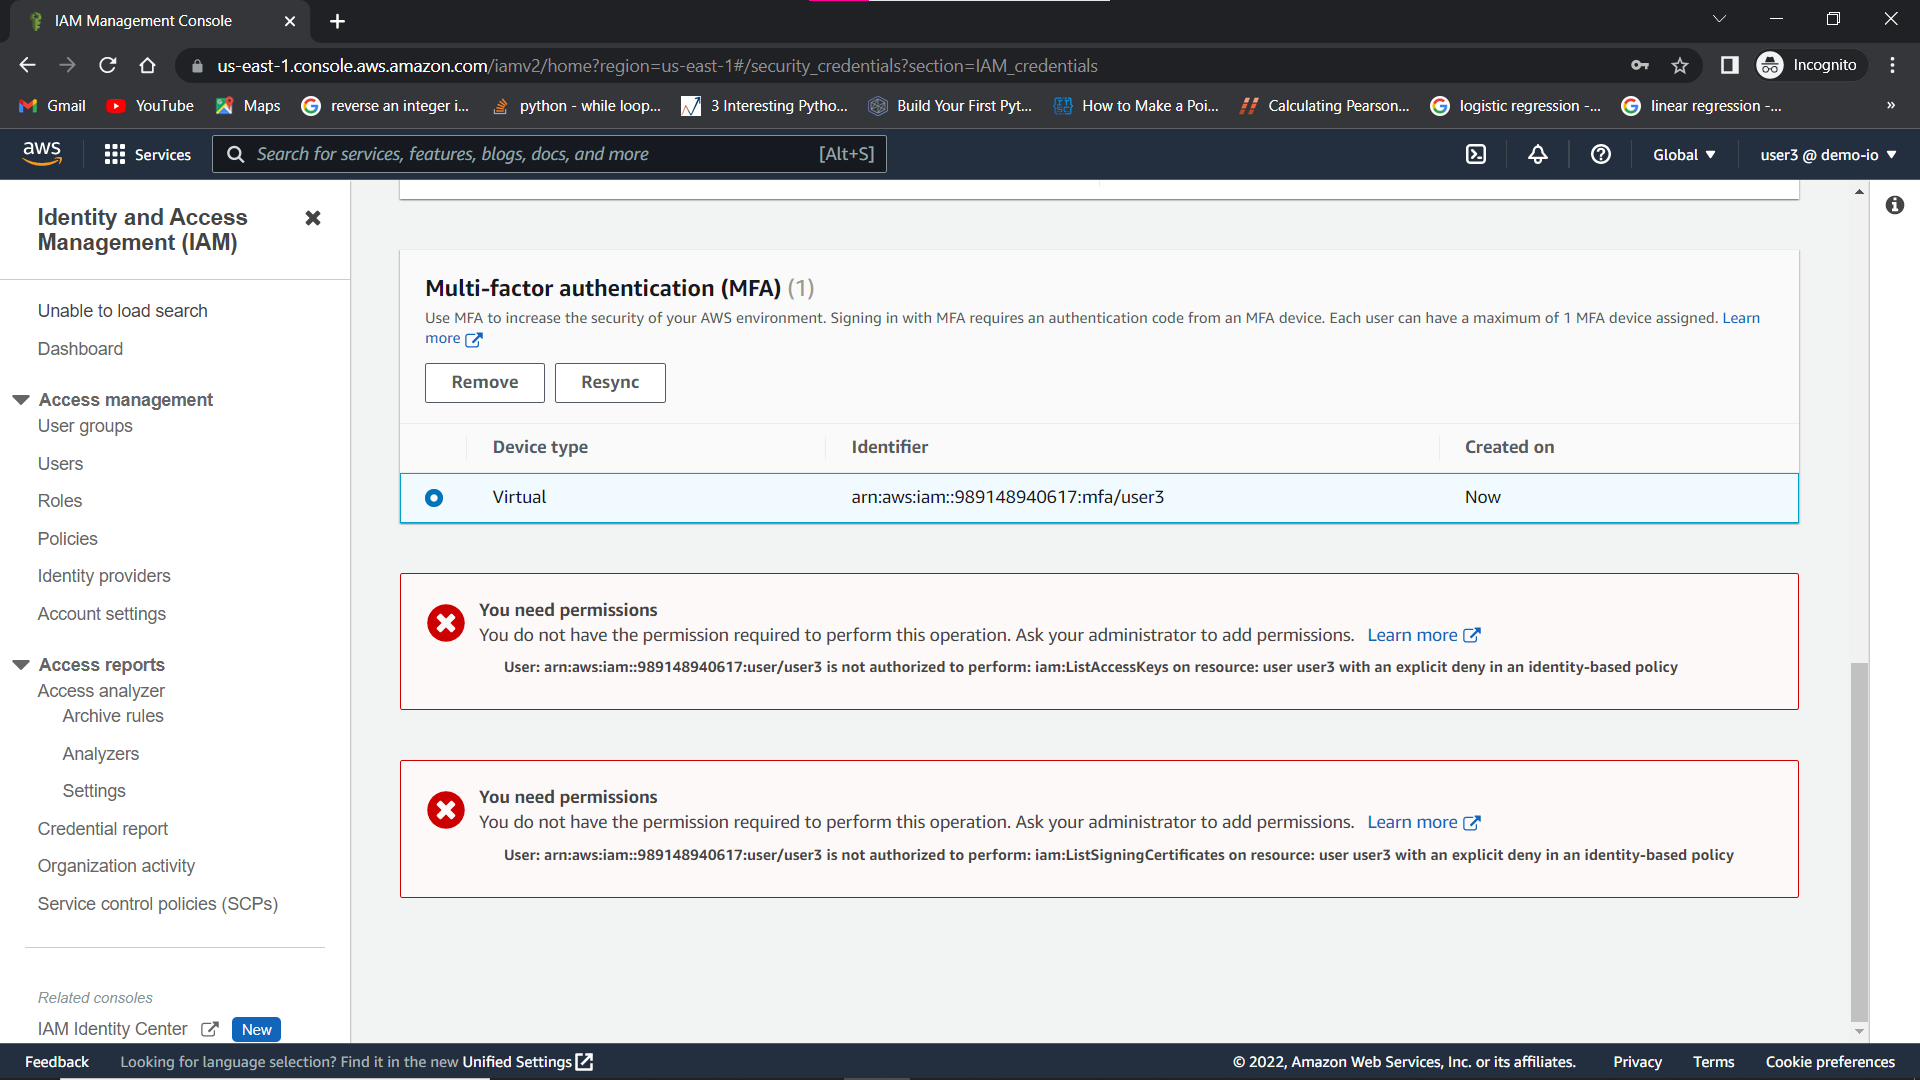 IAM Management Console
us-east-1.console.aws.amazon.com/iamv2/home?region=us-east-1#/security_credentials?section=IAM_credentials
Incognito
Gmail YouTube Maps reverse an integer i... python - while loop... 3 Interesting Pytho... Build Your First Pyt... How to Make a Poi... Calculating Pearson... logistic regression -... linear regression -... »
aws Services Search for services, features, blogs, docs, and more [Alt+S] Global ▼ user3 @ demo-io ▼
Identity and Access
Management (IAM)
Unable to load search
Dashboard
Access management
User groups
Users
Roles
Policies
Identity providers
Account settings
Access reports
Access analyzer
Archive rules
Analyzers
Settings
Credential report
Organization activity
Service control policies (SCPs)
Related consoles
IAM Identity Center New
Multi-factor authentication (MFA) (1)
Use MFA to increase the security of your AWS environment. Signing in with MFA requires an authentication code from an MFA device. Each user can have a maximum of 1 MFA device assigned. Learn
more
Remove Resync
Device type Identifier Created on
Virtual arn:aws:iam::989148940617:mfa/user3 Now
You need permissions
You do not have the permission required to perform this operation. Ask your administrator to add permissions. Learn more
User: arn:aws:iam::989148940617:user/user3 is not authorized to perform: iam:ListAccessKeys on resource: user user3 with an explicit deny in an identity-based policy
You need permissions
You do not have the permission required to perform this operation. Ask your administrator to add permissions. Learn more
User: arn:aws:iam::989148940617:user/user3 is not authorized to perform: iam:ListSigningCertificates on resource: user user3 with an explicit deny in an identity-based policy
Feedback Looking for language selection? Find it in the new Unified Settings © 2022, Amazon Web Services, Inc. or its affiliates. Privacy Terms Cookie preferences